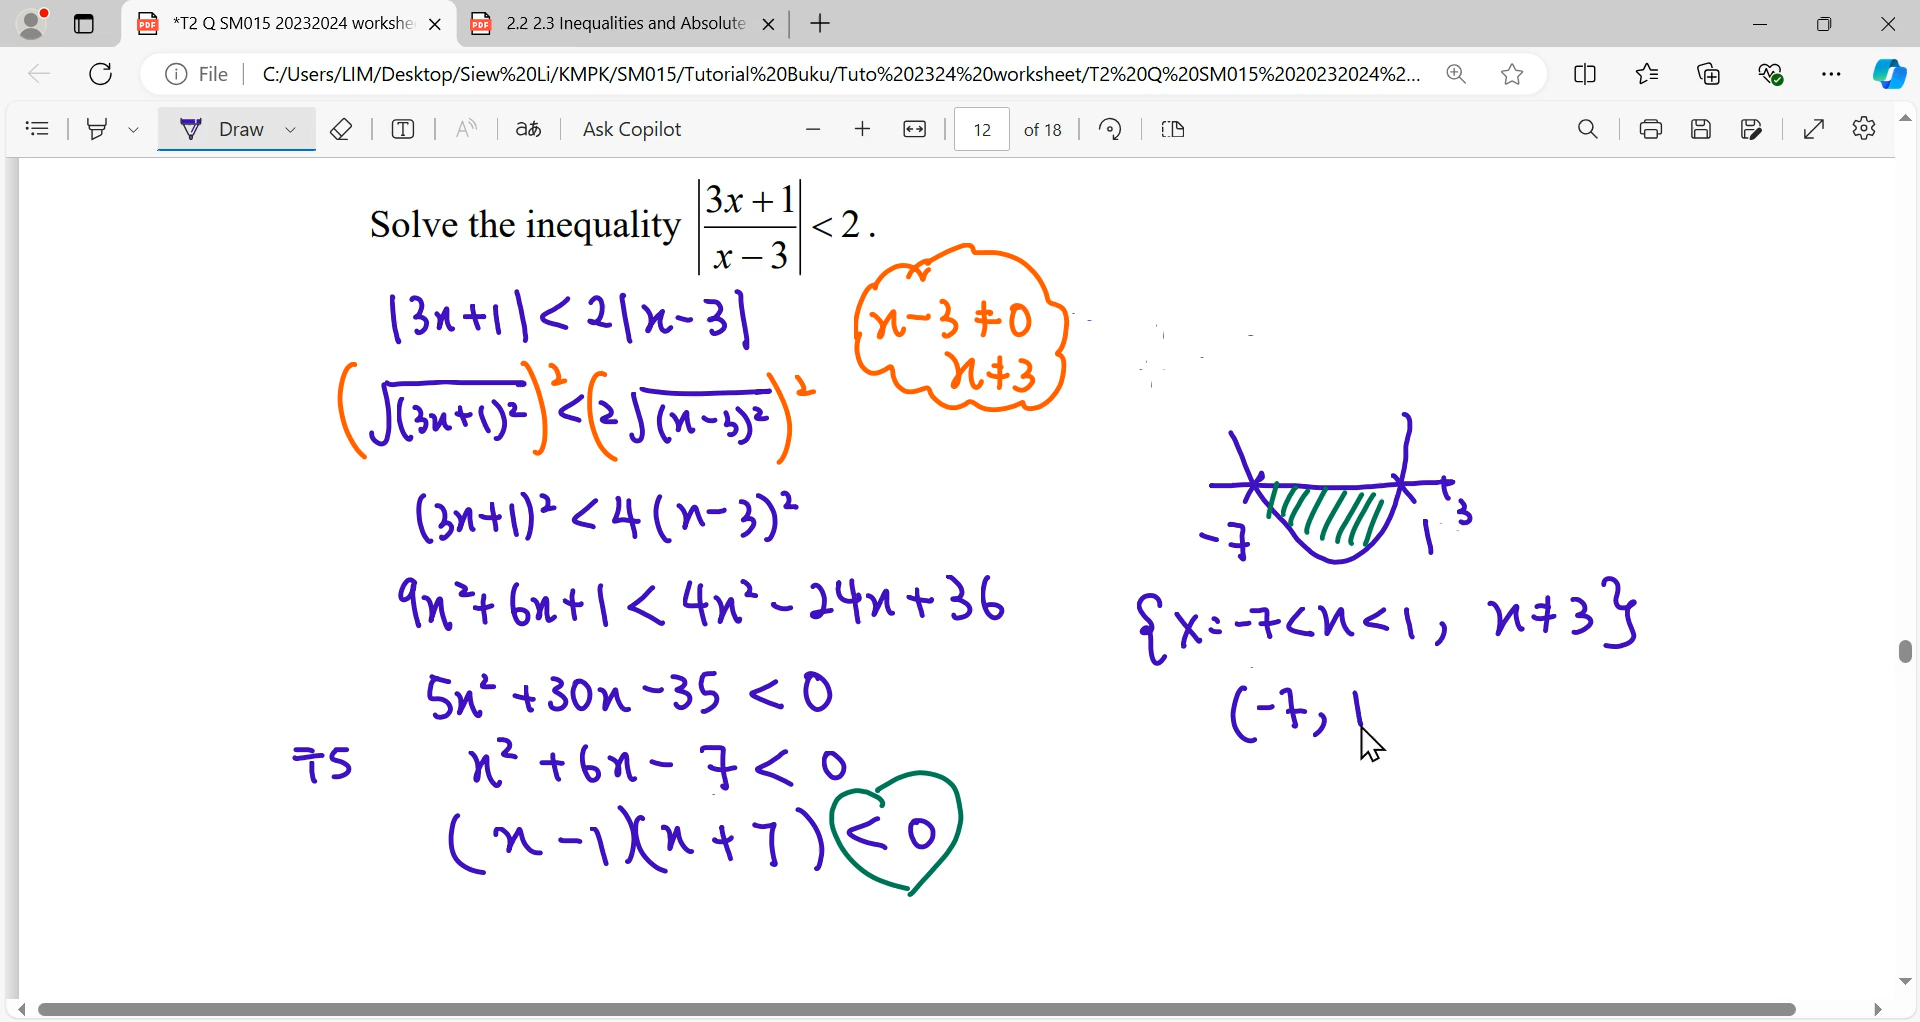 *T2 Q SM015 20232024 workshe
2.2 2.3 Inequalities and Absolute
File
C:/Users/LIM/Desktop/Siew%20Li/KMPK/SM015/Tutorial%20Buku/Tuto%202324%20worksheet/T2%20Q%20SM015%2020232024%2...
Draw
aあ
Ask Copilot
12 of 18
Solve the inequality |(3x + 1)/(x − 3)| < 2.
|3x+1| < 2|x-3|
x-3≠0
x≠3
(√(3x+1)²)² < (2√(x-3)²)²
(3x+1)² < 4(x-3)²
9x²+6x+1 < 4x²-24x+36
5x²+30x-35 < 0
÷5 x²+6x-7 < 0
(x-1)(x+7) < 0
-7 1 3
{x=-7<x<1, x≠3}
(-7, 1